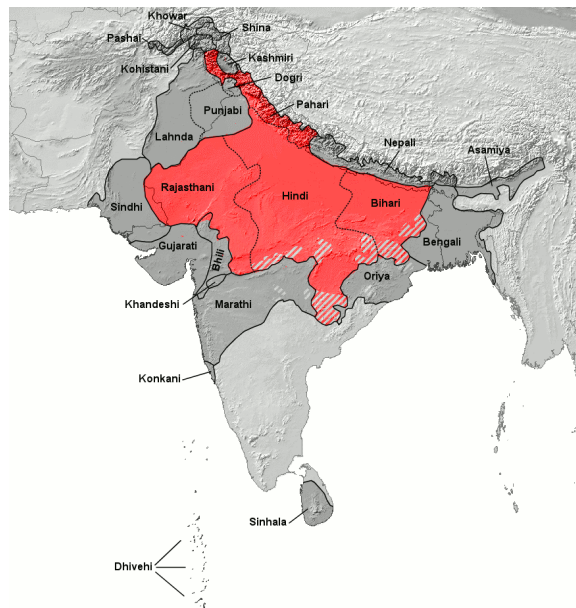 Khowar
Shina
Pashai
Kashmiri
Kohistani
Dogri
Punjabi
Pahari
Lahnda
Nepali
Asamiya
Rajasthani
Hindi
Bihari
Sindhi
Gujarati
Bhili
Bengali
Oriya
Khandeshi
Marathi
Konkani
Sinhala
Dhivehi